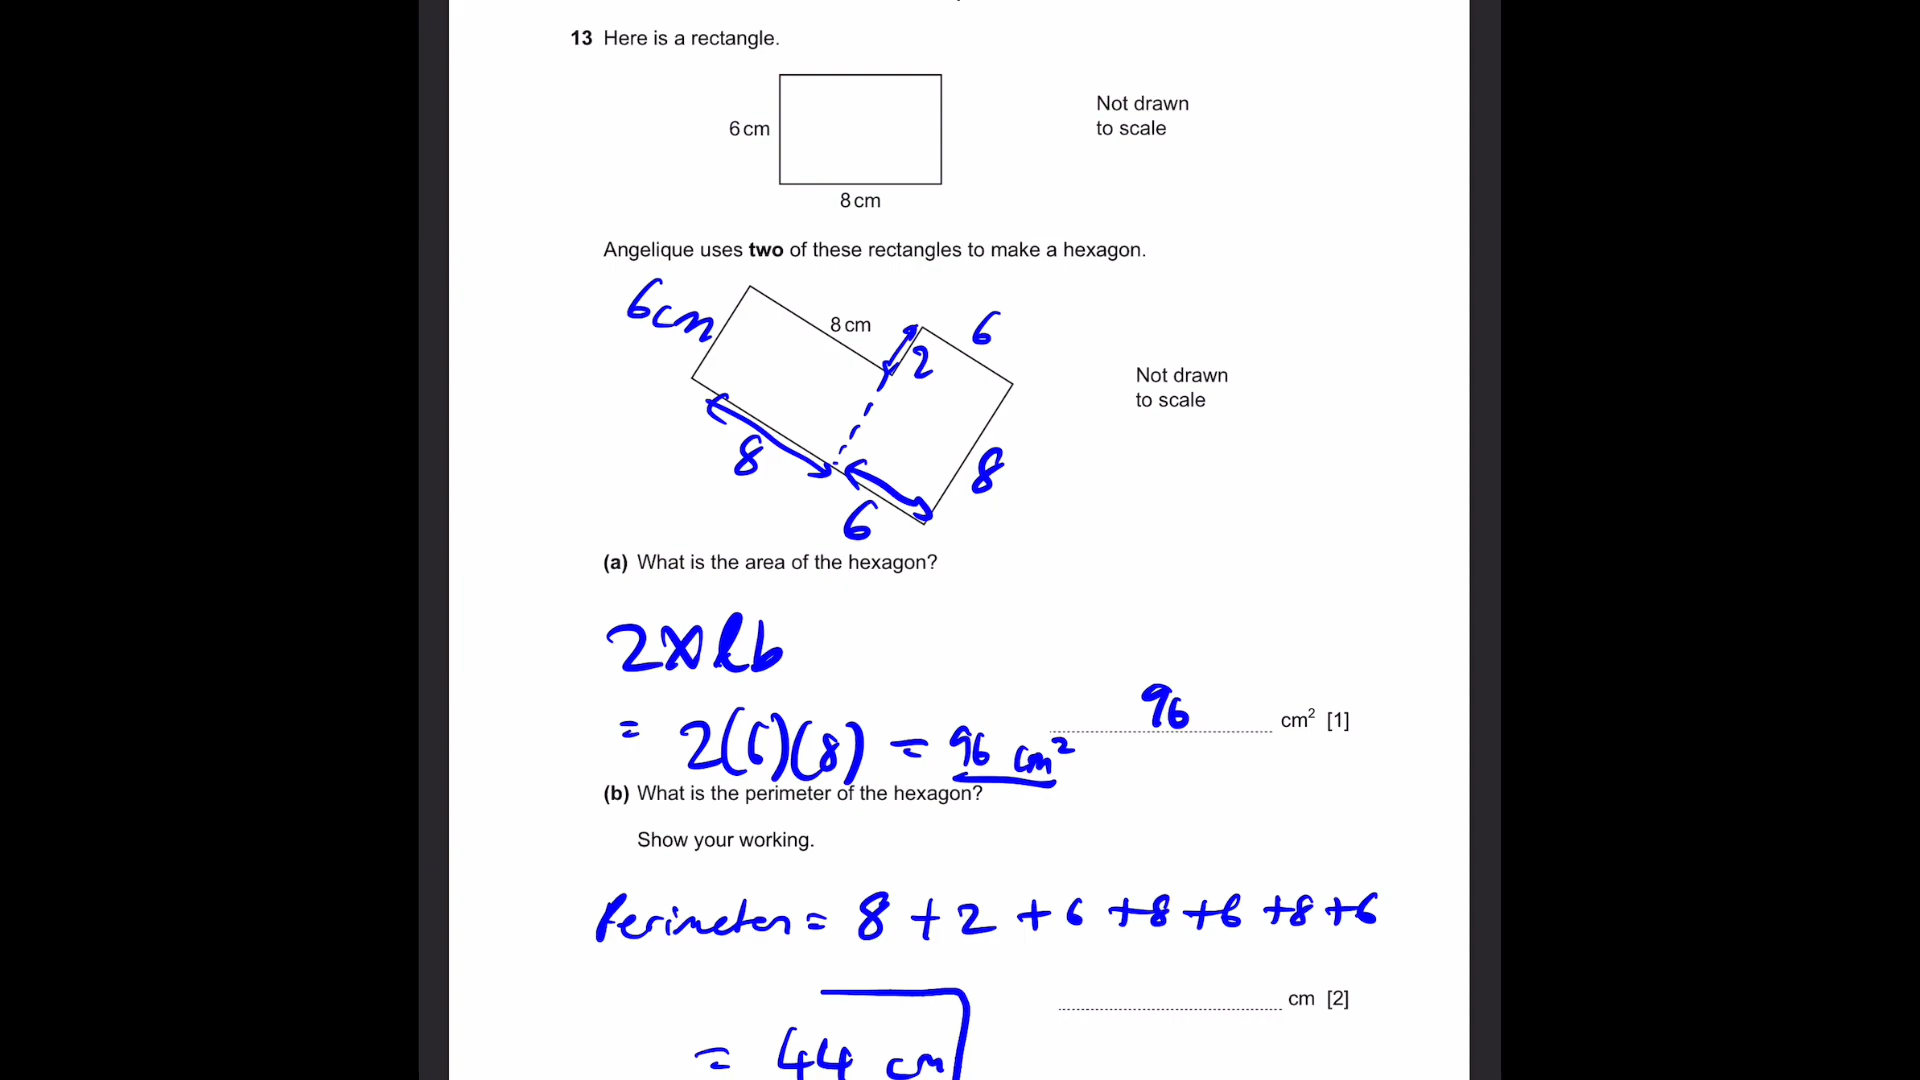 13 Here is a rectangle.
6 cm
Not drawn
to scale
8 cm
Angelique uses two of these rectangles to make a hexagon.
6cm
8 cm
2
6
Not drawn
to scale
8
8
6
(a) What is the area of the hexagon?
2×lb
= 2(6)(8) = 96 cm²
96 cm² [1]
(b) What is the perimeter of the hexagon?
Show your working.
Perimeter = 8 + 2 + 6 +8 +6 +8 +6
cm [2]
= 44 cm